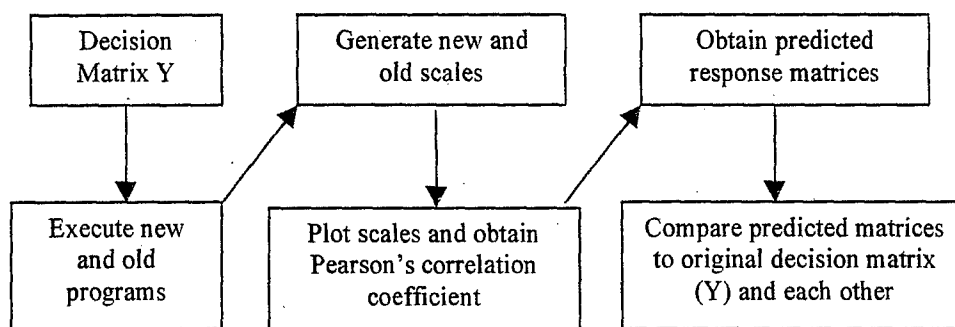 Decision
Matrix Y
Execute new
and old
programs
Generate new and
old scales
Plot scales and obtain
Pearson's correlation
coefficient
Obtain predicted
response matrices
Compare predicted matrices
to original decision matrix
(Y) and each other